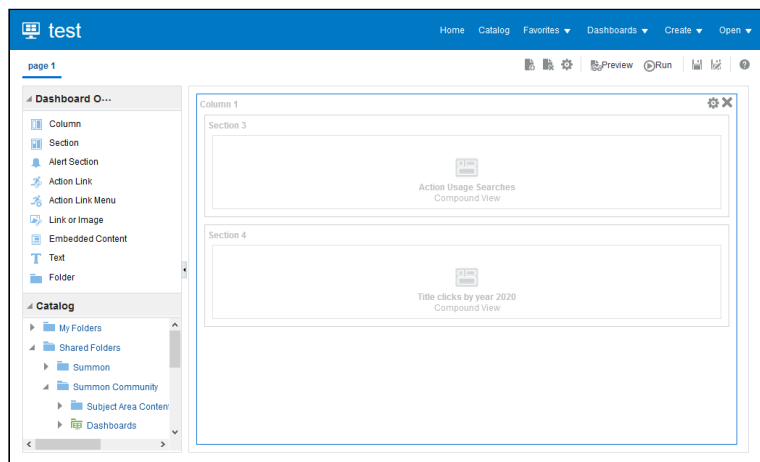 test
Home Catalog Favorites Dashboards Create Open
page 1
Preview Run
Dashboard O...
Column
Section
Alert Section
Action Link
Action Link Menu
Link or Image
Embedded Content
Text
Folder
Catalog
My Folders
Shared Folders
Summon
Summon Community
Subject Area Conten
Dashboards
Column 1
Section 3
Action Usage Searches
Compound View
Section 4
Title clicks by year 2020
Compound View